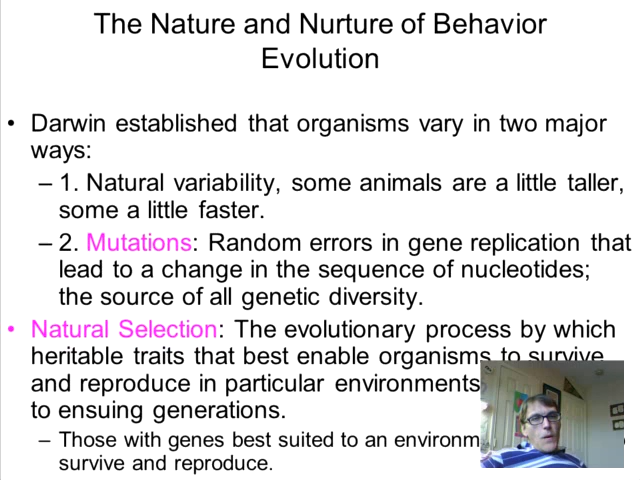 The Nature and Nurture of Behavior
Evolution
• Darwin established that organisms vary in two major
ways:
– 1. Natural variability, some animals are a little taller,
some a little faster.
– 2. Mutations: Random errors in gene replication that
lead to a change in the sequence of nucleotides;
the source of all genetic diversity.
• Natural Selection: The evolutionary process by which
heritable traits that best enable organisms to survive
and reproduce in particular environments
to ensuing generations.
– Those with genes best suited to an
survive and reproduce.